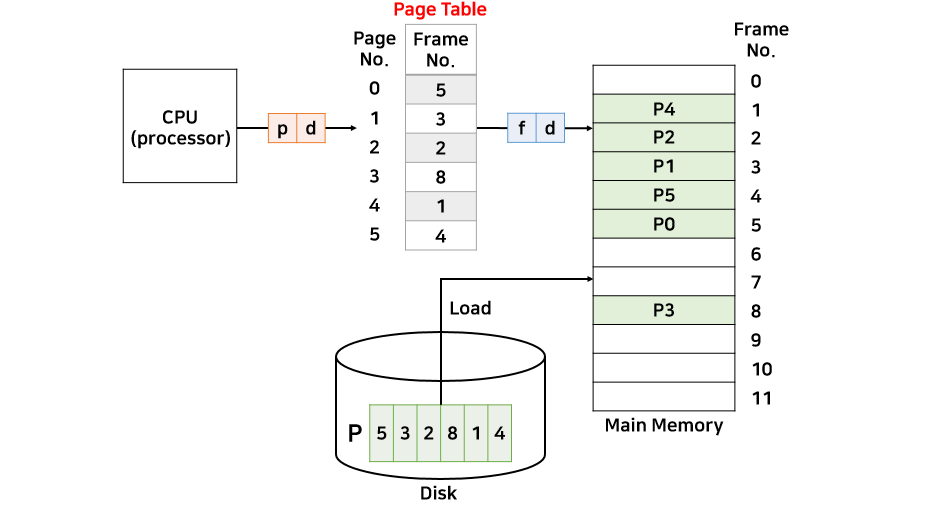 Page Table
Page
No.
Frame
No.
0
5
1
3
2
2
3
8
4
1
5
4
CPU
(processor)
p d
f d
Frame
No.
0
P4 1
P2 2
P1 3
P5 4
P0 5
6
7
P3 8
9
10
11
Main Memory
Load
P 5 3 2 8 1 4
Disk